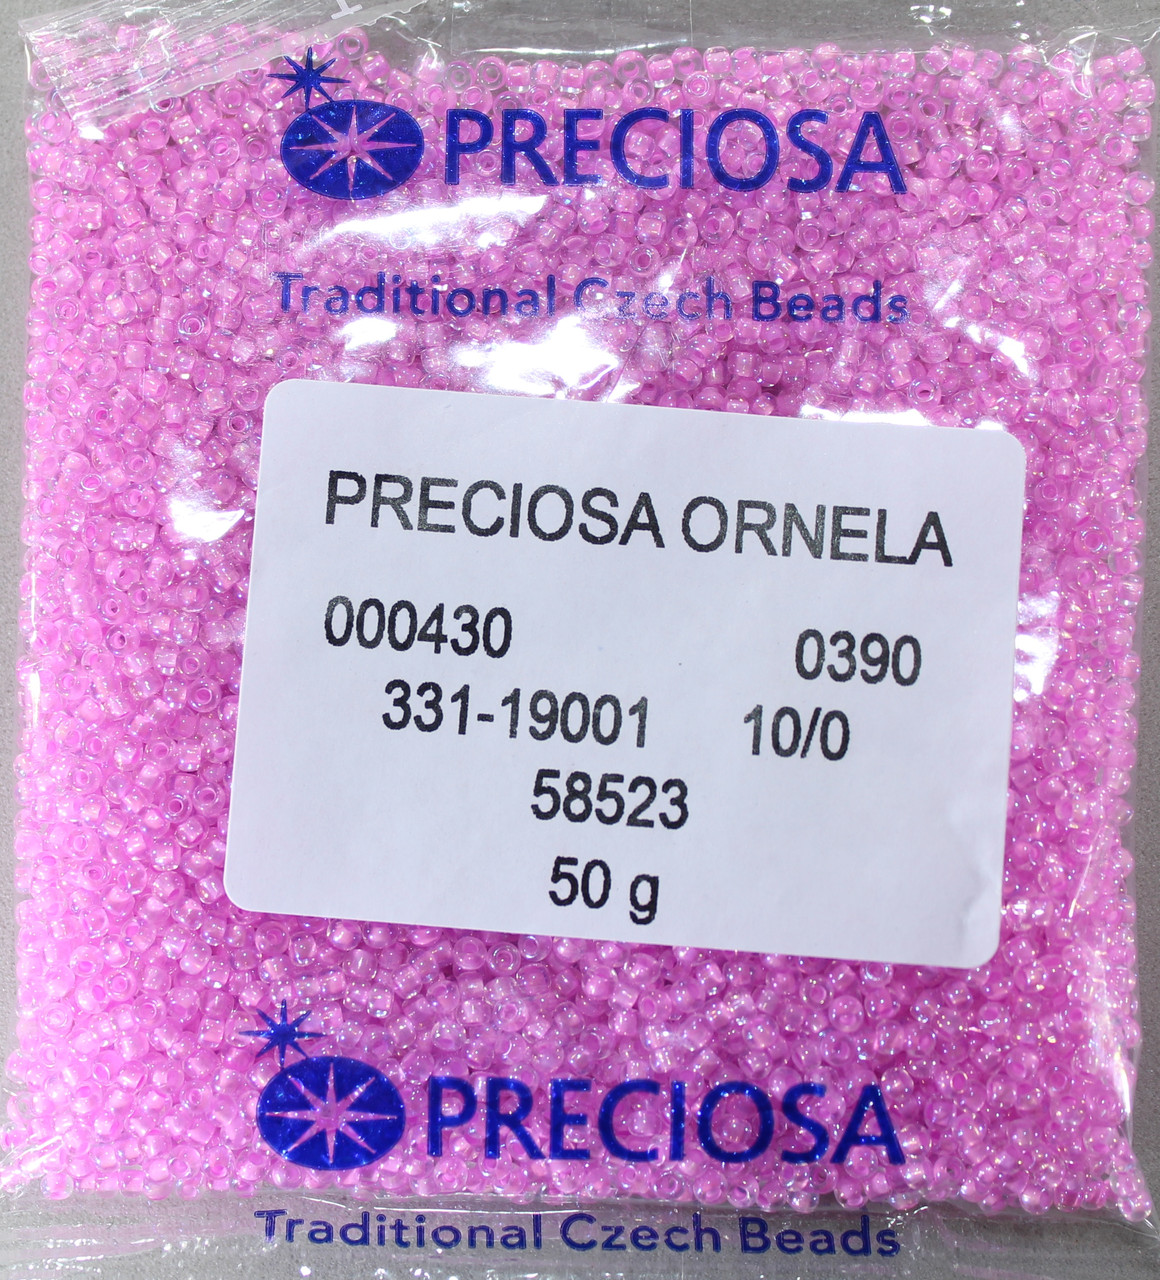 PRECIOSA
Traditional Czech Beads
PRECIOSA ORNELA
000430 0390
331-19001 10/0
58523
50 g
PRECIOSA
Traditional Czech Beads